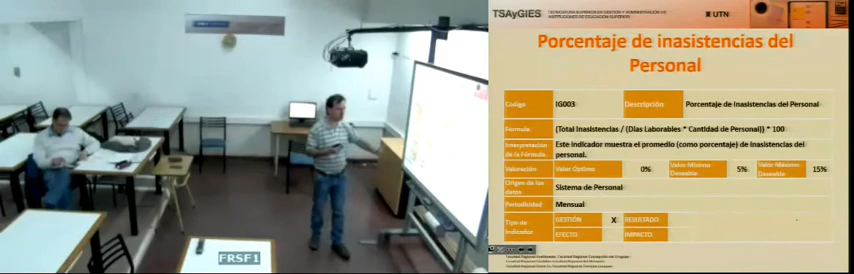 FRSF1
TSAyGIES
TECNICATURA SUPERIOR EN GESTIÓN Y ADMINISTRACIÓN DE
INSTITUCIONES DE EDUCACIÓN SUPERIOR
UTN
Porcentaje de inasistencias del
Personal
Código IG003 Descripción Porcentaje de Inasistencias del Personal
Fórmula (Total Inasistencias / (Días Laborables * Cantidad de Personal)) * 100
Interpretación Este indicador muestra el promedio (como porcentaje) de inasistencias del
de la Fórmula personal.
Valoración Valor Optimo 0% Valor Mínimo 5% Valor Máximo 15%
Deseable Deseable
Origen de los Sistema de Personal
datos
Periodicidad Mensual
Tipo de GESTIÓN X RESULTADO
Indicador EFECTO IMPACTO